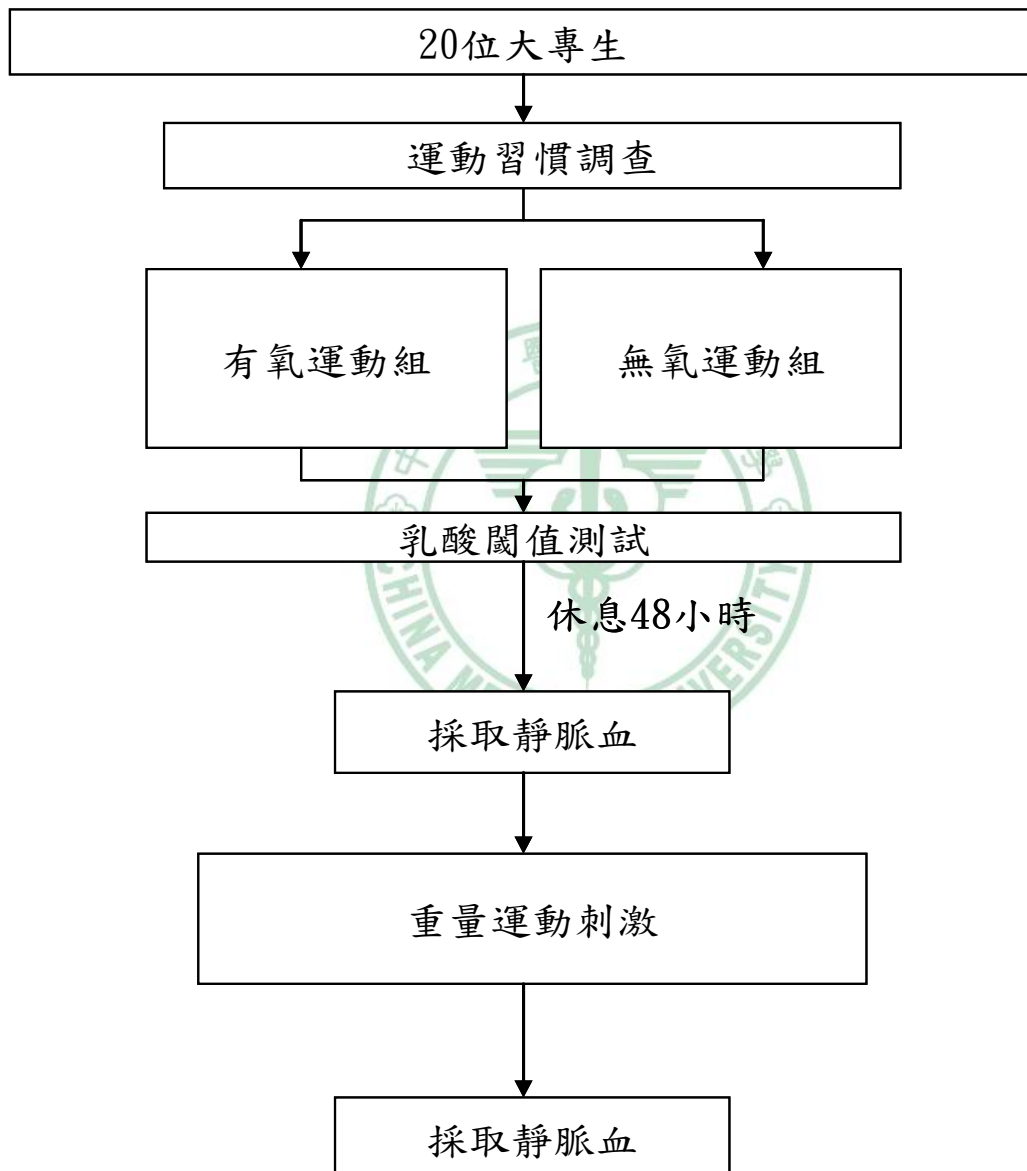 20位大專生
運動習慣調查
有氧運動組
無氧運動組
乳酸閾值測試
休息48小時
採取靜脈血
重量運動刺激
採取靜脈血